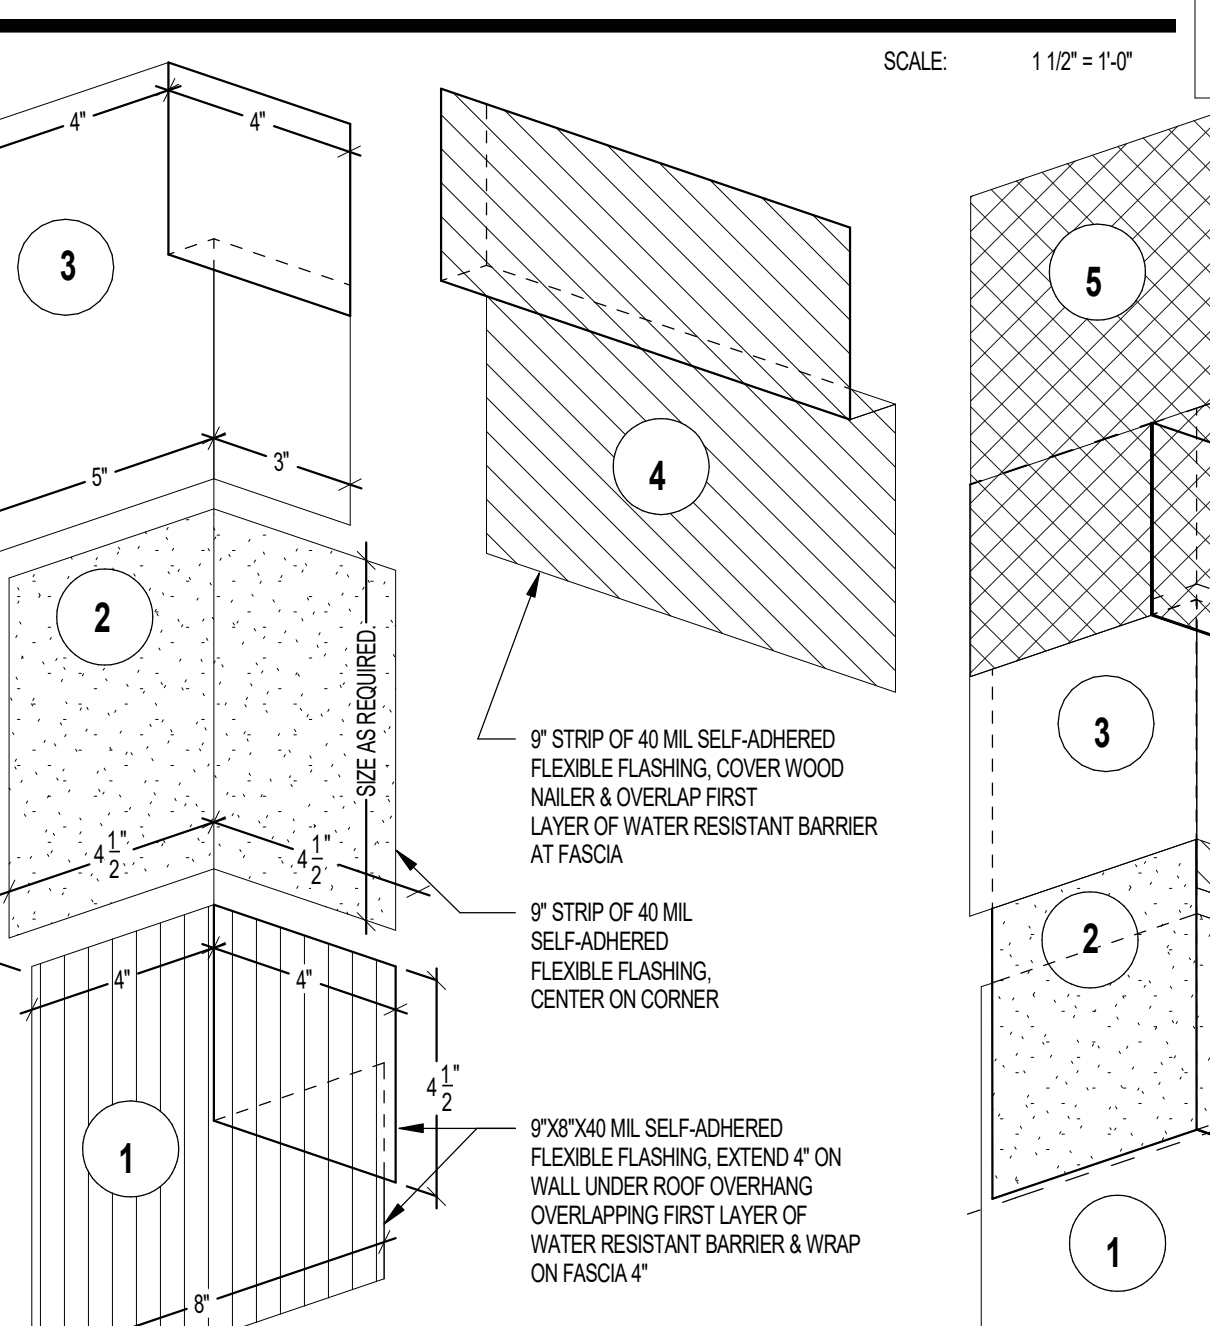 SCALE: 1 1/2" = 1'-0"
4" 4"
3
5" 3"
2
SIZE AS REQUIRED.
4 1/2" 4 1/2"
4" 4"
4 1/2"
1
8"
4
9" STRIP OF 40 MIL SELF-ADHERED
FLEXIBLE FLASHING, COVER WOOD
NAILER & OVERLAP FIRST
LAYER OF WATER RESISTANT BARRIER
AT FASCIA
9" STRIP OF 40 MIL
SELF-ADHERED
FLEXIBLE FLASHING,
CENTER ON CORNER
9"X8"X40 MIL SELF-ADHERED
FLEXIBLE FLASHING, EXTEND 4" ON
WALL UNDER ROOF OVERHANG
OVERLAPPING FIRST LAYER OF
WATER RESISTANT BARRIER & WRAP
ON FASCIA 4"
5
3
2
1